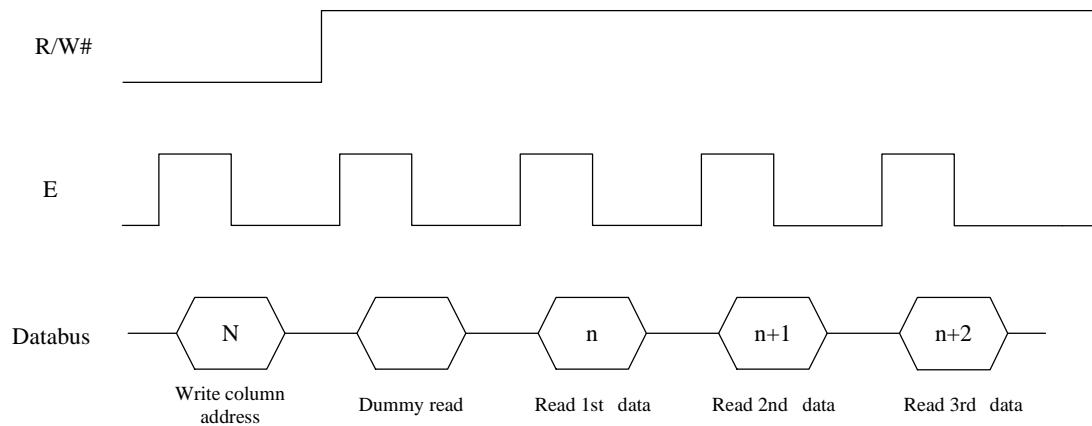 R/W#
E
Databus
N
n
n+1
n+2
Write column
address
Dummy read
Read 1st data
Read 2nd data
Read 3rd data